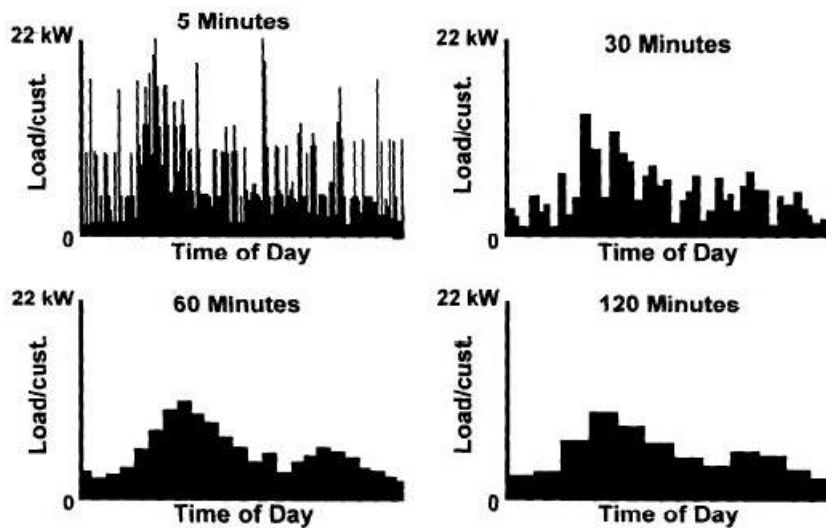 5 Minutes
22 kW
Load/cust.
0
Time of Day
30 Minutes
22 kW
Load/cust.
0
Time of Day
60 Minutes
22 kW
Load/cust.
0
Time of Day
120 Minutes
22 kW
Load/cust.
0
Time of Day